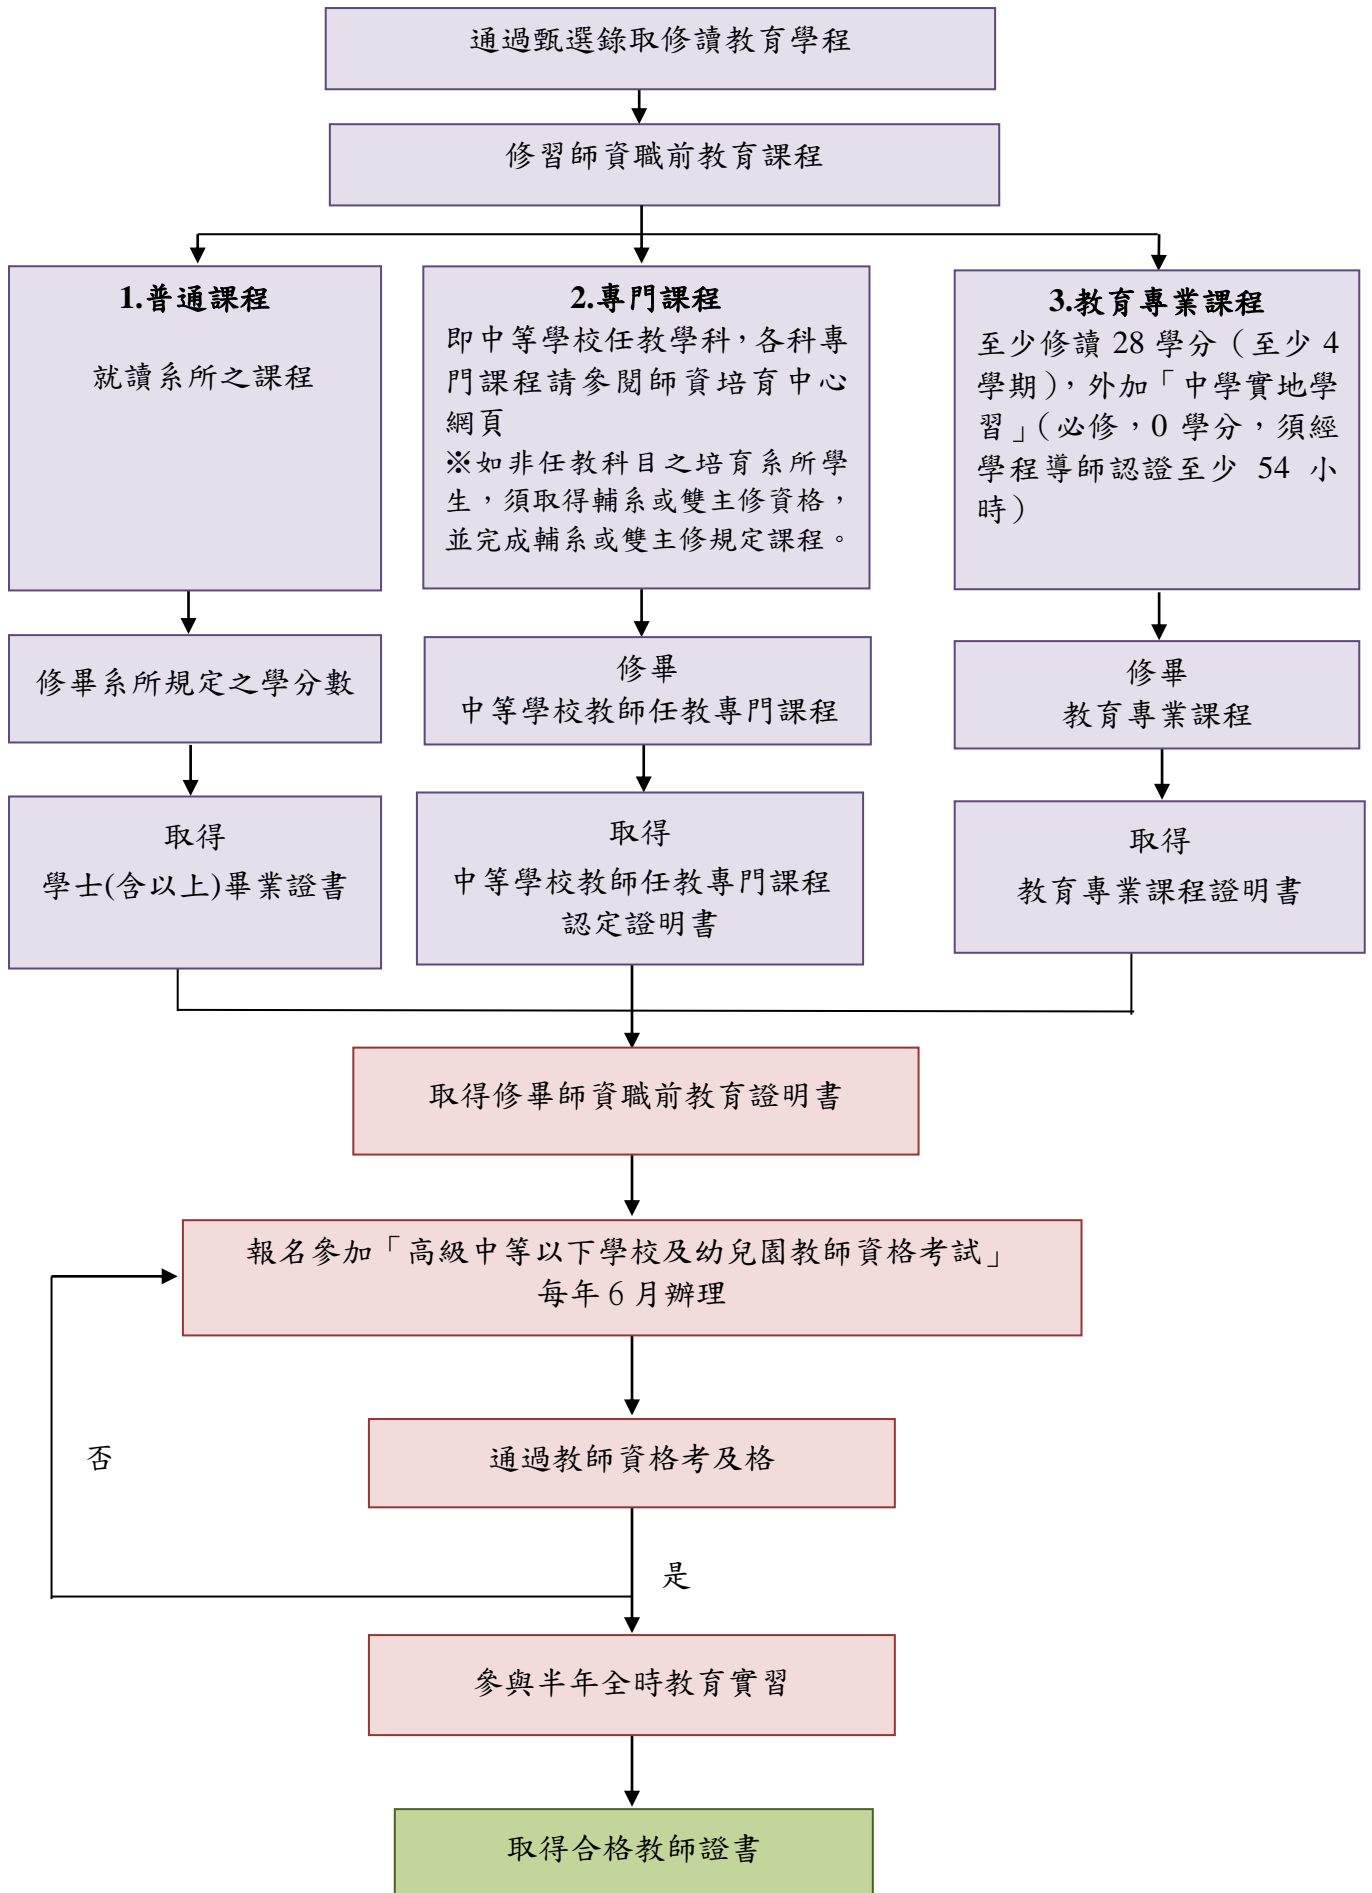 通過甄選錄取修讀教育學程
修習師資職前教育課程
1.普通課程
就讀系所之課程
2.專門課程
即中等學校任教學科，各科專
門課程請參閱師資培育中心
網頁
※如非任教科目之培育系所學
生，須取得輔系或雙主修資格，
並完成輔系或雙主修規定課程。
3.教育專業課程
至少修讀 28 學分（至少 4
學期），外加「中學實地學
習」（必修，0 學分，須經
學程導師認證至少 54 小
時）
修畢系所規定之學分數
修畢
中等學校教師任教專門課程
修畢
教育專業課程
取得
學士(含以上)畢業證書
取得
中等學校教師任教專門課程
認定證明書
取得
教育專業課程證明書
取得修畢師資職前教育證明書
報名參加「高級中等以下學校及幼兒園教師資格考試」
每年 6 月辦理
通過教師資格考及格
否
是
參與半年全時教育實習
取得合格教師證書